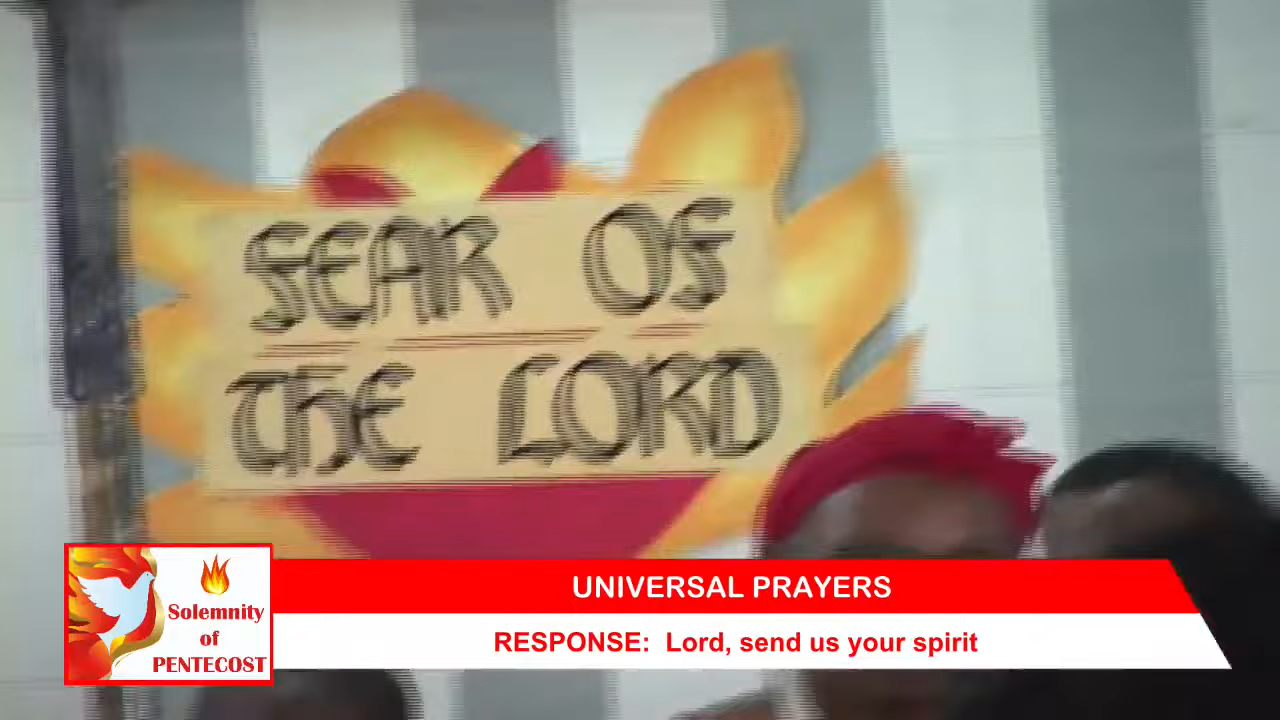 FEAR OF
THE LORD
UNIVERSAL PRAYERS
RESPONSE: Lord, send us your spirit
Solemnity
of
PENTECOST